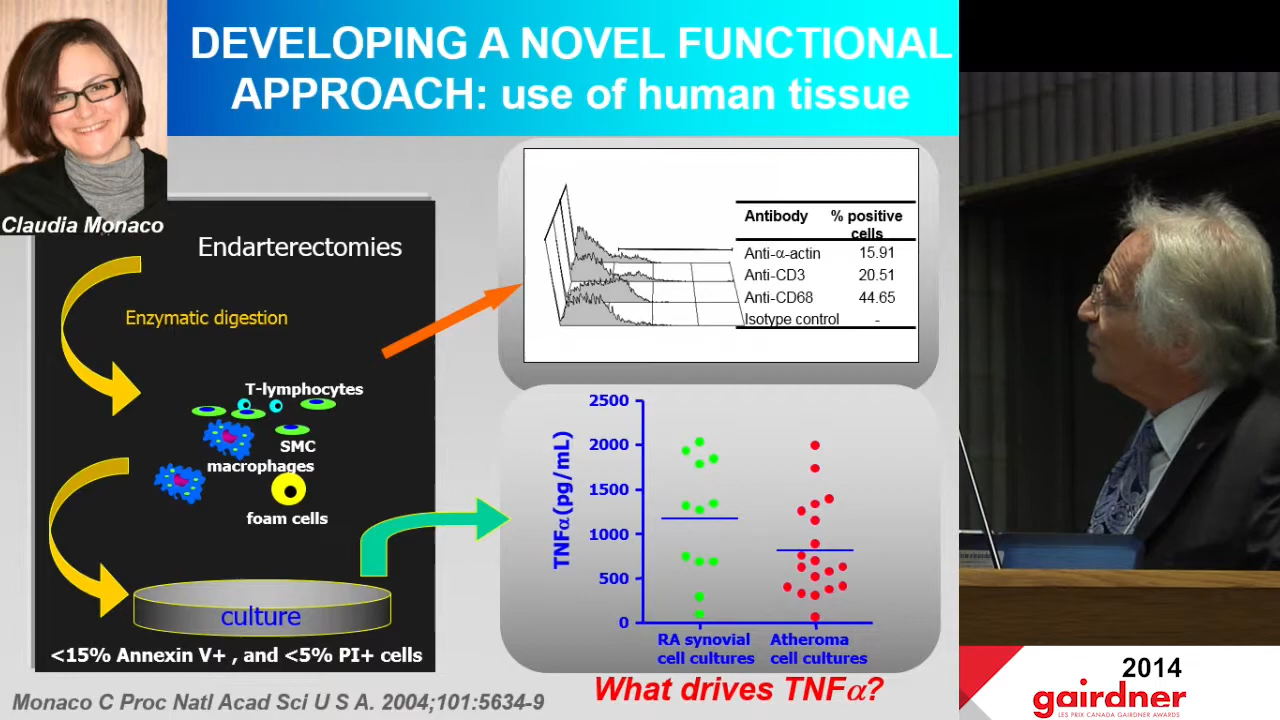 DEVELOPING A NOVEL FUNCTIONAL
APPROACH: use of human tissue
Claudia Monaco
Endarterectomies
Enzymatic digestion
T-lymphocytes
SMC
macrophages
foam cells
culture
<15% Annexin V+ , and <5% PI+ cells
Antibody % positive
cells
Anti-α-actin 15.91
Anti-CD3 20.51
Anti-CD68 44.65
Isotype control -
TNFα(pg/mL)
2500
2000
1500
1000
500
0
RA synovial
cell cultures
Atheroma
cell cultures
What drives TNFα?
Monaco C Proc Natl Acad Sci U S A. 2004;101:5634-9
2014
gairdner
LES PRIX CANADA GAIRDNER AWARDS